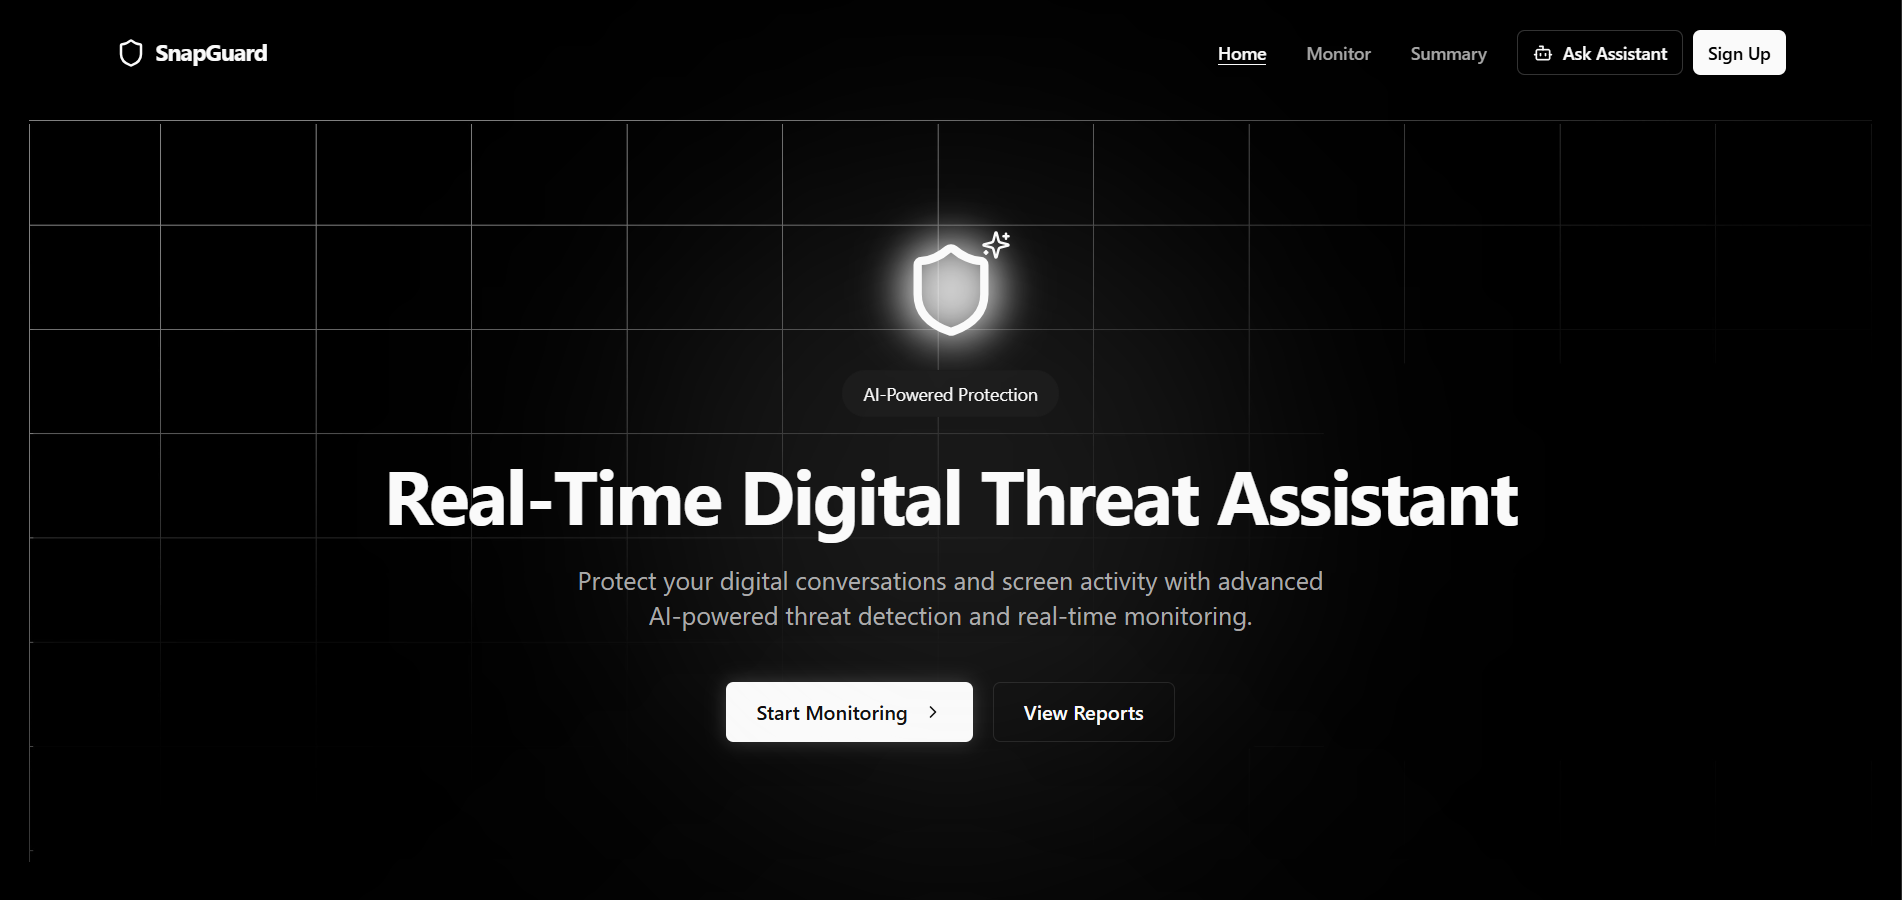 SnapGuard
Home
Monitor
Summary
Ask Assistant
Sign Up
AI-Powered Protection
Real-Time Digital Threat Assistant
Protect your digital conversations and screen activity with advanced
AI-powered threat detection and real-time monitoring.
Start Monitoring
View Reports